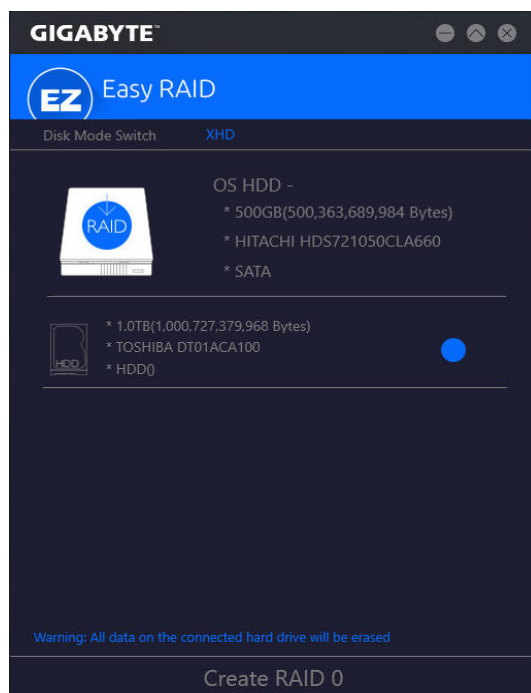 GIGABYTE™
EZ Easy RAID
Disk Mode Switch XHD
RAID
OS HDD -
* 500GB(500,363,689,984 Bytes)
* HITACHI HDS721050CLA660
* SATA
HDD
* 1.0TB(1,000,727,379,968 Bytes)
* TOSHIBA DT01ACA100
* HDD()
Warning: All data on the connected hard drive will be erased
Create RAID 0